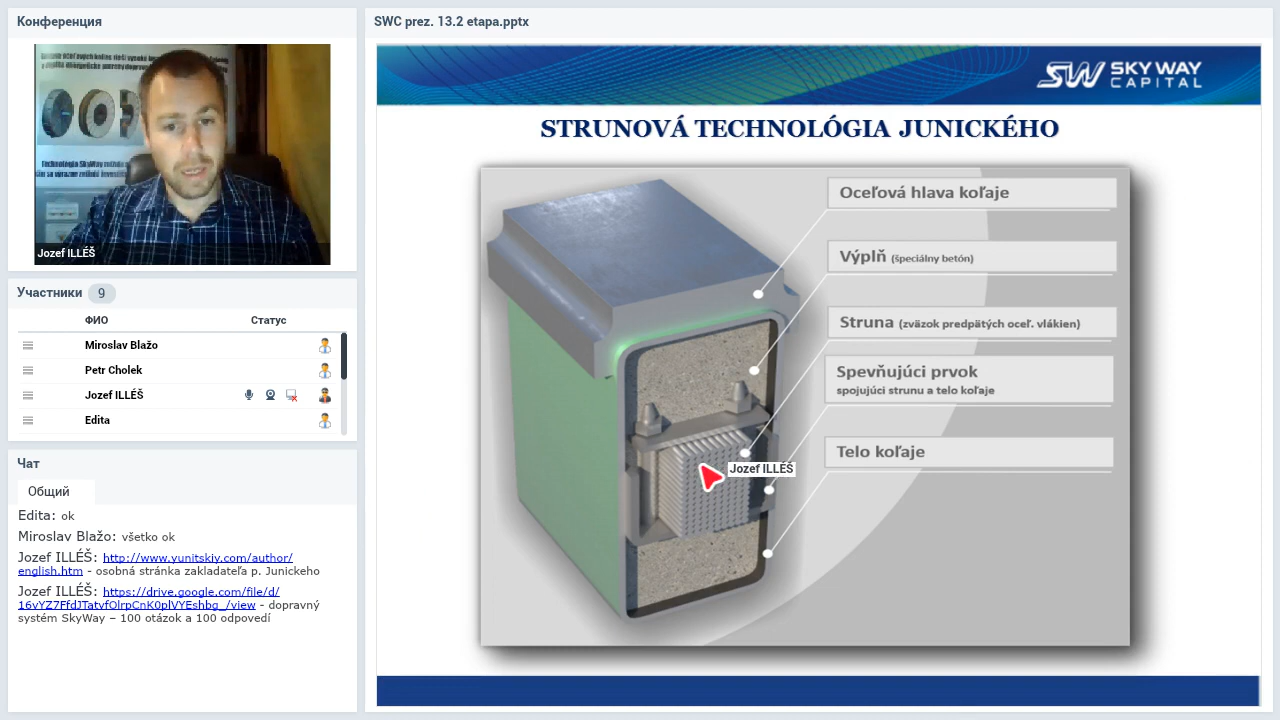 Конференция
Jozef ILLÉŠ
Участники 9
ФИО Статус
Miroslav Blažo
Petr Cholek
Jozef ILLÉŠ
Edita
Чат
Общий
Edita: ok
Miroslav Blažo: všetko ok
Jozef ILLÉŠ: http://www.yunitskiy.com/author/
english.htm - osobná stránka zakladateľa p. Junickeho
Jozef ILLÉŠ: https://drive.google.com/file/d/
16vYZ7FfdJTatvfOlrpCnK0plVYEshbg_/view - dopravný
systém SkyWay – 100 otázok a 100 odpovedí
SWC prez. 13.2 etapa.pptx
SW SKY WAY
CAPITAL
STRUNOVÁ TECHNOLÓGIA JUNICKÉHO
Oceľová hlava koľaje
Výplň (špeciálny betón)
Struna (zväzok predpätých oceľ. vlákien)
Spevňujúci prvok
spojujúci strunu a telo koľaje
Telo koľaje
Jozef ILLÉŠ